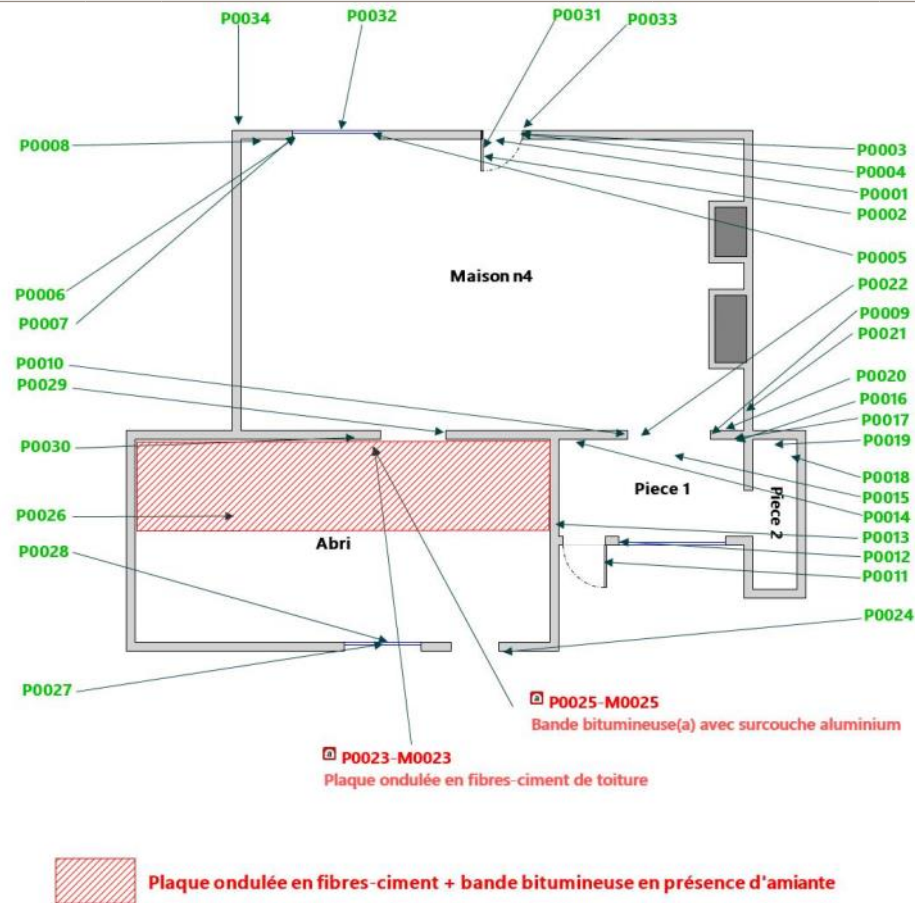 P0034
P0032
P0031
P0033
P0008
P0003
P0004
P0001
P0002
P0005
Maison n4
P0006
P0007
P0022
P0009
P0021
P0010
P0029
P0020
P0016
P0017
P0019
P0030
P0018
P0015
P0014
Piece 1
Piece 2
P0026
Abri
P0013
P0012
P0011
P0028
P0024
P0027
a P0025-M0025
Bande bitumineuse(a) avec surcouche aluminium
a P0023-M0023
Plaque ondulée en fibres-ciment de toiture
Plaque ondulée en fibres-ciment + bande bitumineuse en présence d'amiante